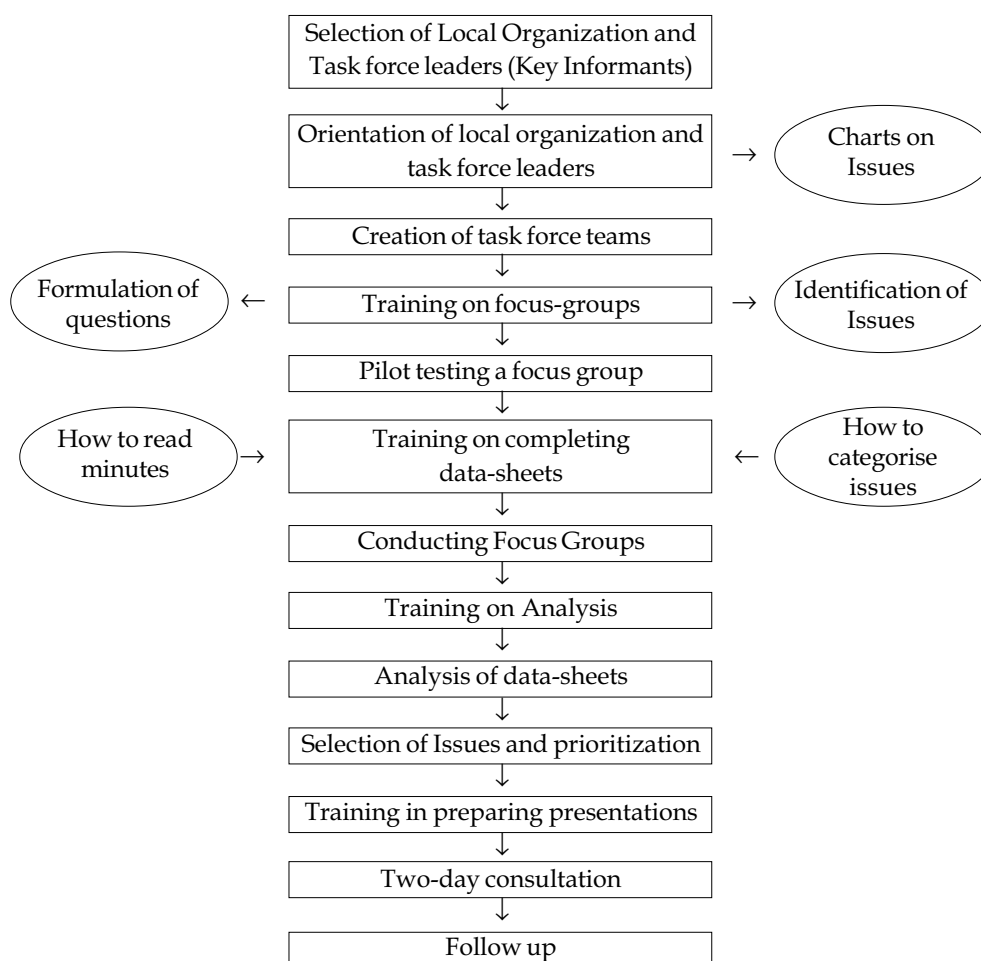 Selection of Local Organization and
Task force leaders (Key Informants)
↓
Orientation of local organization and
task force leaders
→
Charts on
Issues
↓
Creation of task force teams
↓
Formulation of
questions
←
Training on focus-groups
→
Identification of
Issues
↓
Pilot testing a focus group
↓
How to read
minutes
→
Training on completing
data-sheets
←
How to
categorise
issues
↓
Conducting Focus Groups
↓
Training on Analysis
↓
Analysis of data-sheets
↓
Selection of Issues and prioritization
↓
Training in preparing presentations
↓
Two-day consultation
↓
Follow up